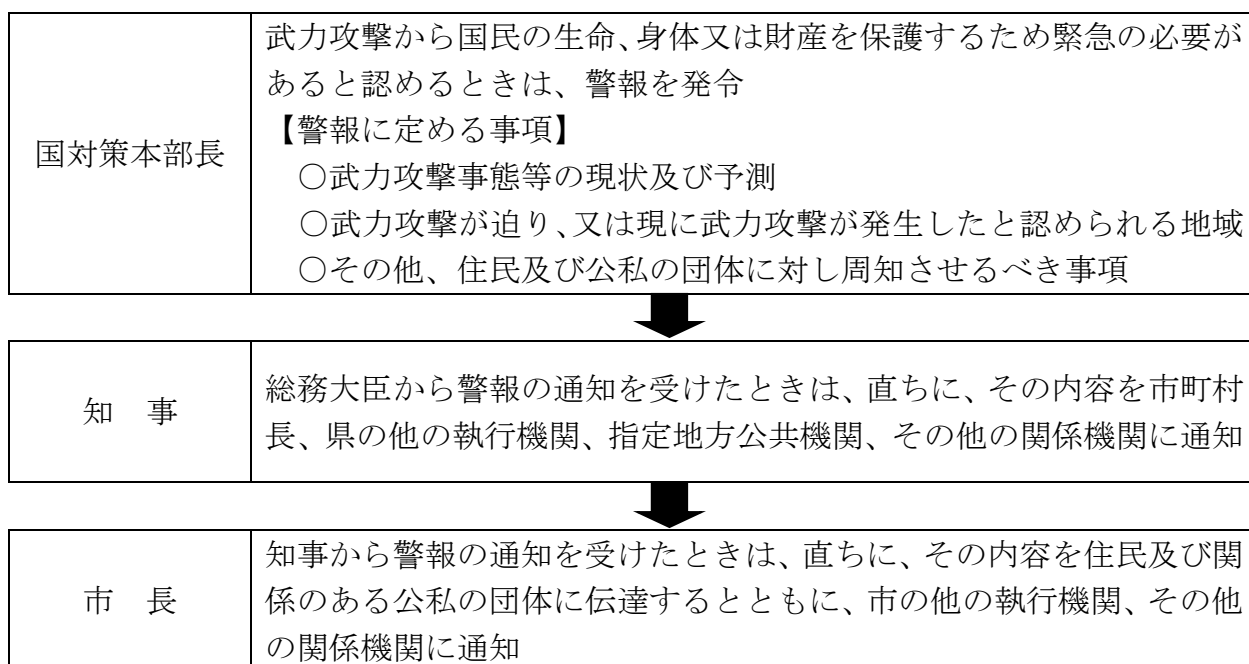 国対策本部長
武力攻撃から国民の生命、身体又は財産を保護するため緊急の必要が
あると認めるときは、警報を発令
【警報に定める事項】
○武力攻撃事態等の現状及び予測
○武力攻撃が迫り、又は現に武力攻撃が発生したと認められる地域
○その他、住民及び公私の団体に対し周知させるべき事項
知　事
総務大臣から警報の通知を受けたときは、直ちに、その内容を市町村
長、県の他の執行機関、指定地方公共機関、その他の関係機関に通知
市　長
知事から警報の通知を受けたときは、直ちに、その内容を住民及び関
係のある公私の団体に伝達するとともに、市の他の執行機関、その他
の関係機関に通知